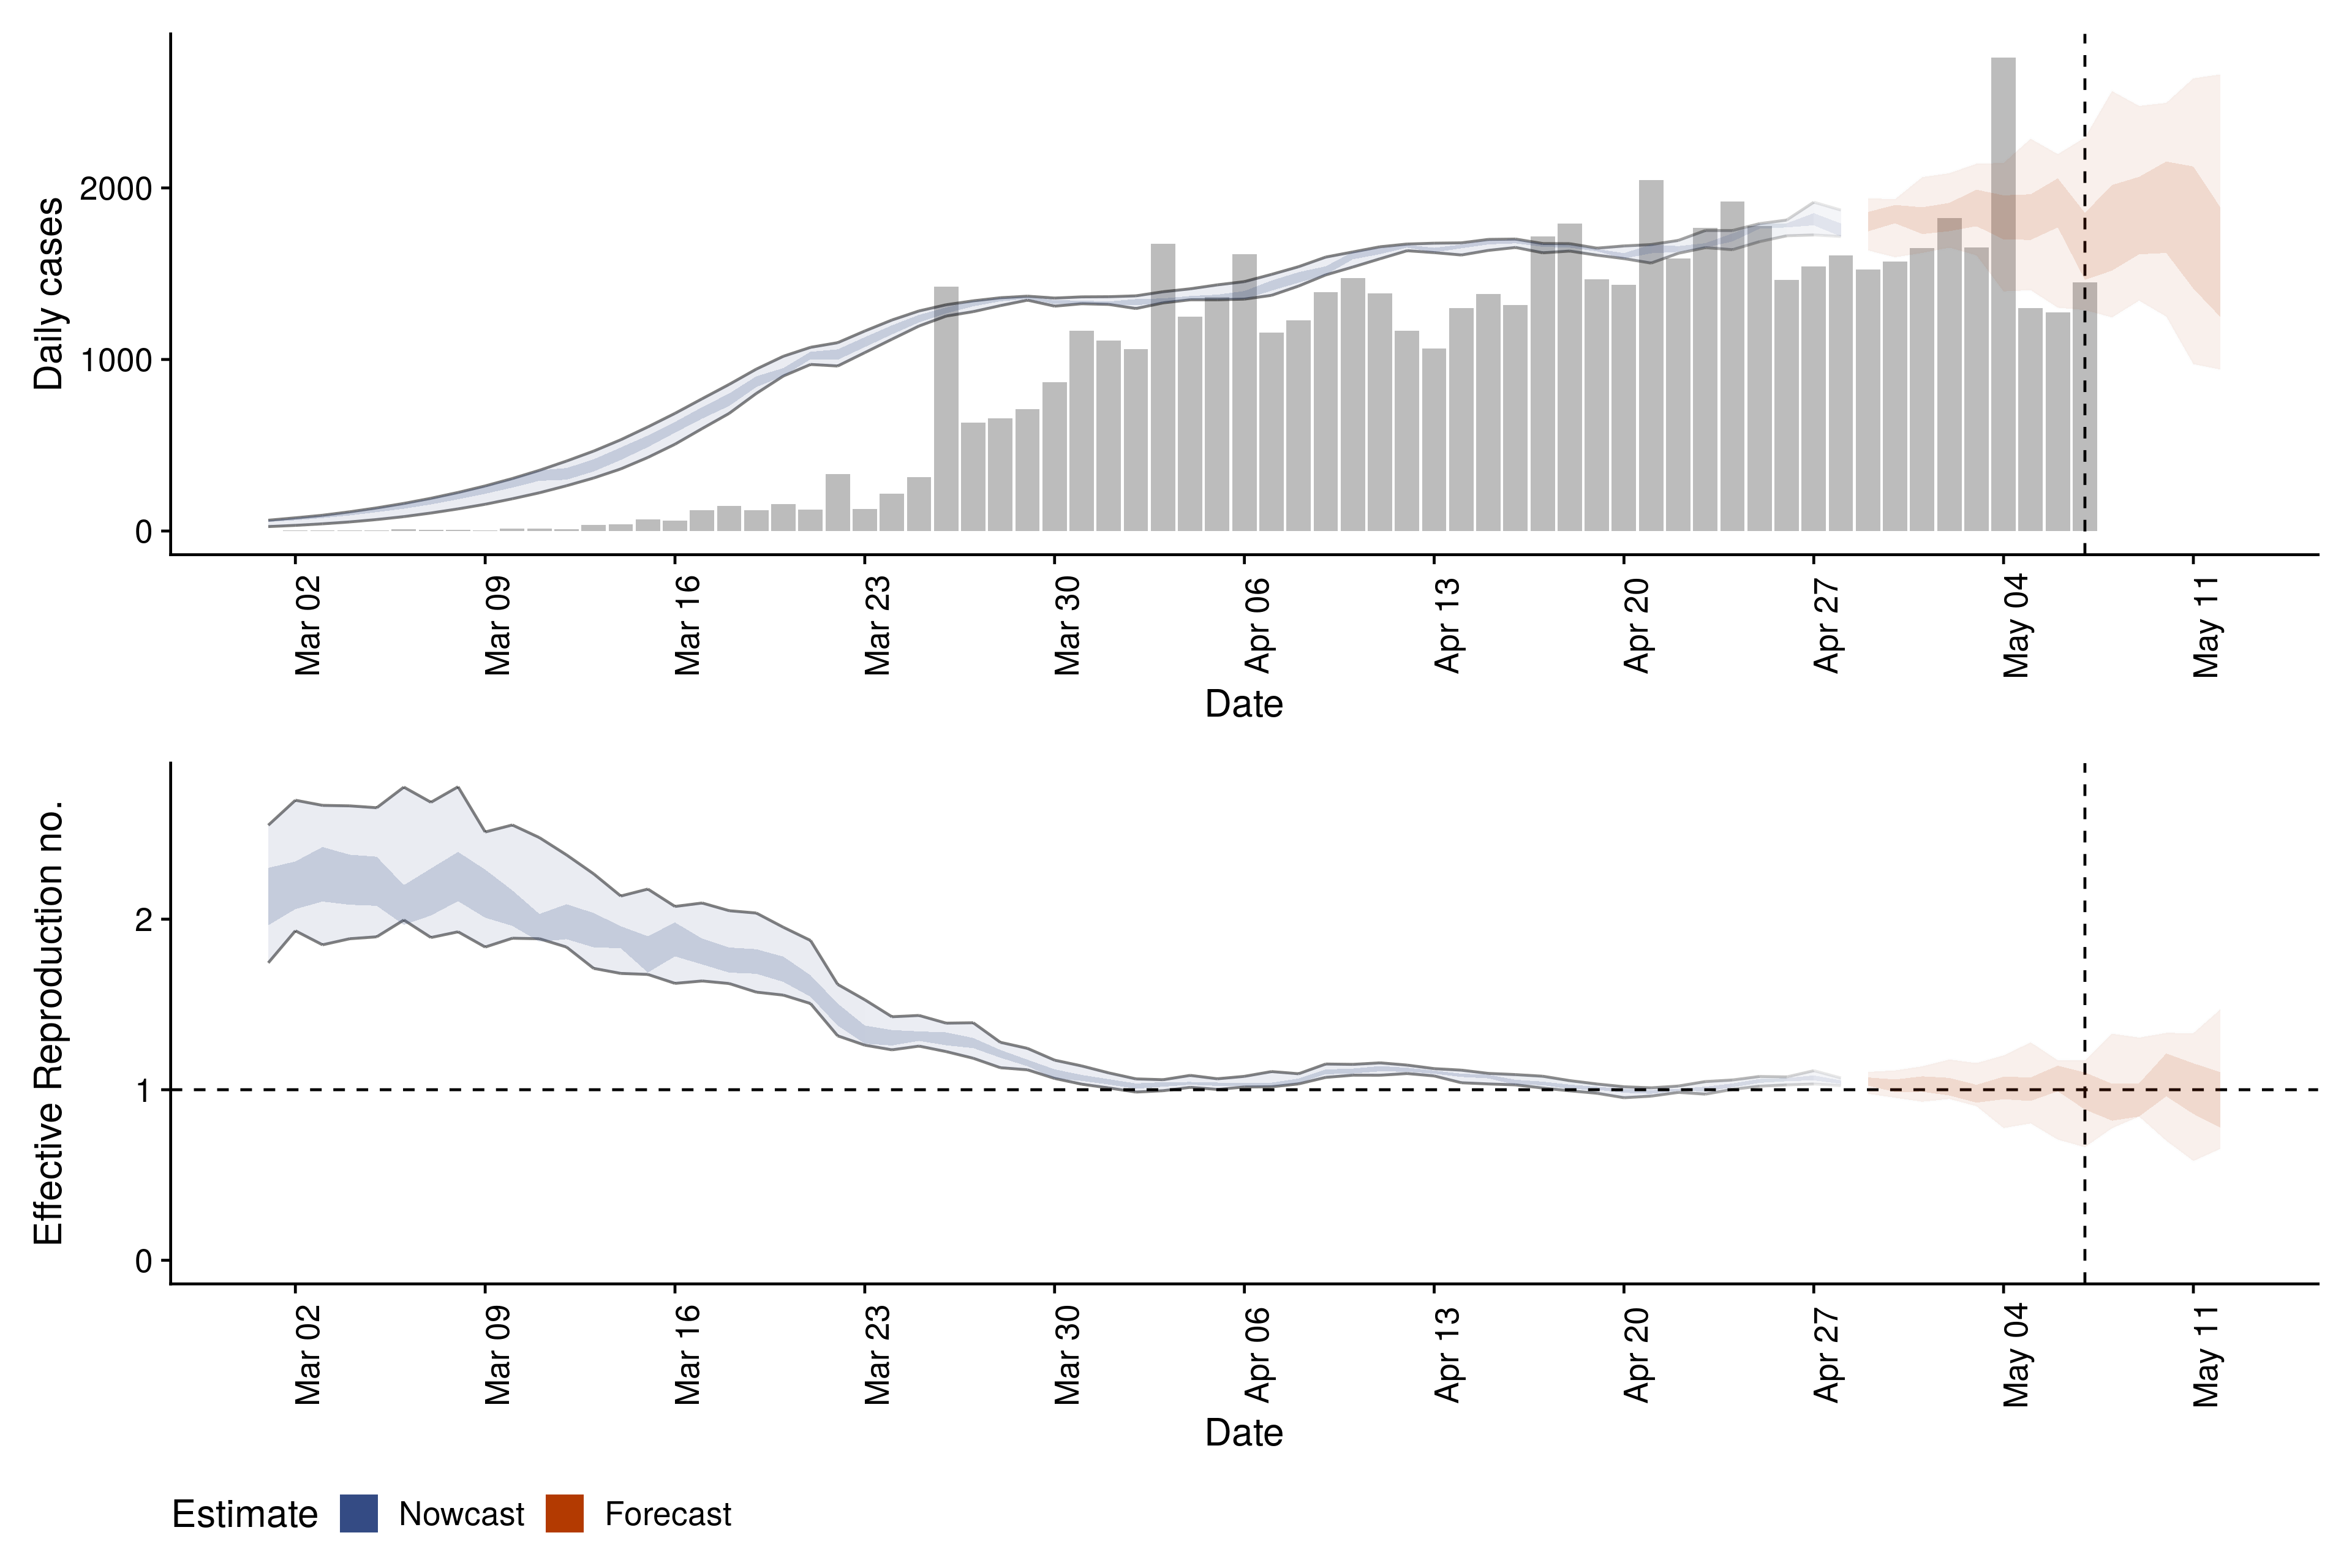 Daily cases
2000
1000
0
Mar 02
Mar 09
Mar 16
Mar 23
Mar 30
Apr 06
Apr 13
Apr 20
Apr 27
May 04
May 11
Date
Effective Reproduction no.
2
1
0
Mar 02
Mar 09
Mar 16
Mar 23
Mar 30
Apr 06
Apr 13
Apr 20
Apr 27
May 04
May 11
Date
Estimate Nowcast Forecast